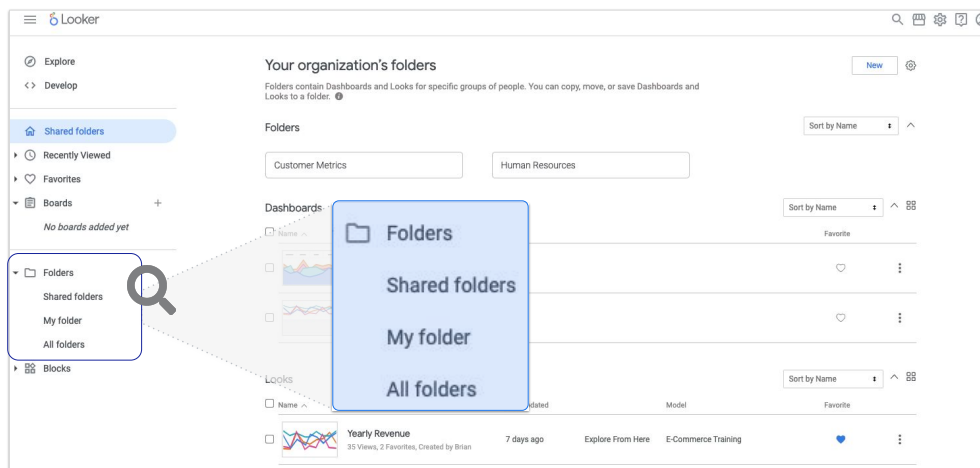 Looker
Explore
Develop
Shared folders
Recently Viewed
Favorites
Boards +
No boards added yet
Folders
Shared folders
My folder
All folders
Blocks
Your organization's folders
New
Folders contain Dashboards and Looks for specific groups of people. You can copy, move, or save Dashboards and
Looks to a folder.
Folders
Sort by Name
Customer Metrics
Human Resources
Dashboards
Sort by Name
Name
Favorite
Folders
Shared folders
My folder
All folders
Looks
Sort by Name
Name
Model
Favorite
Yearly Revenue
35 Views, 2 Favorites, Created by Brian
7 days ago
Explore From Here
E-Commerce Training